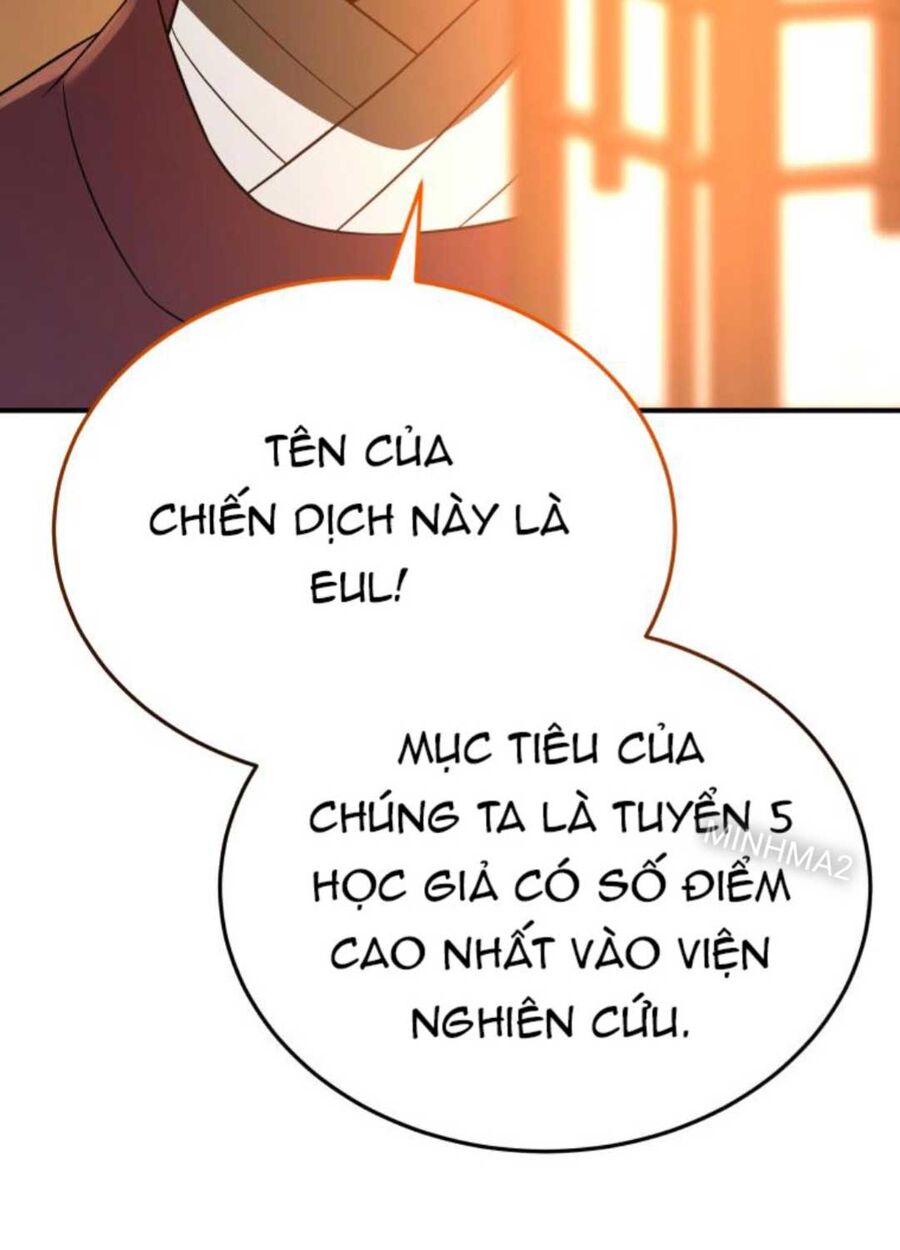 TÊN CỦA
CHIẾN DỊCH NÀY LÀ
EUL!
MỤC TIÊU CỦA
CHÚNG TA LÀ TUYỂN 5
HỌC GIẢ CÓ SỐ ĐIỂM
CAO NHẤT VÀO VIỆN
NGHIÊN CỨU.
MINHMA2